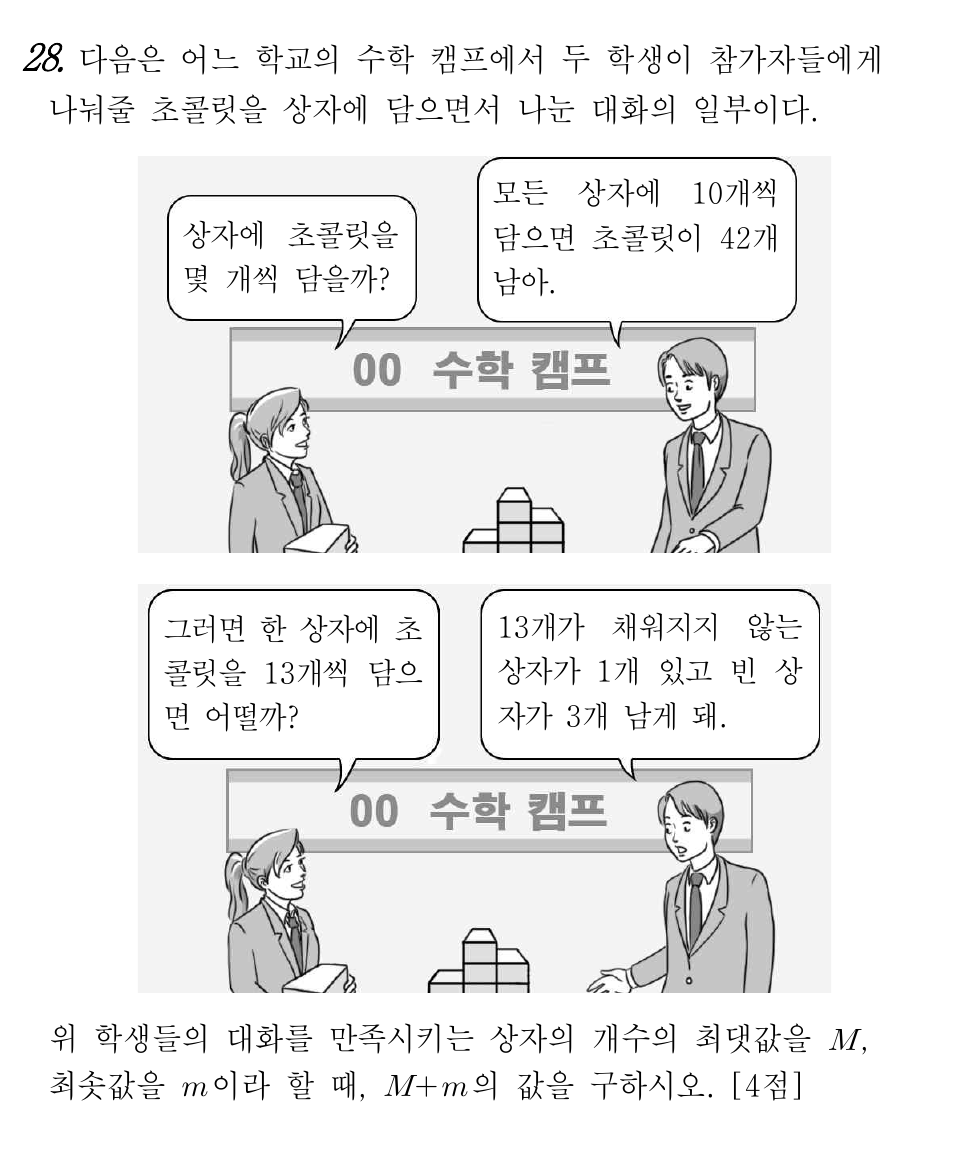 28. 다음은 어느 학교의 수학 캠프에서 두 학생이 참가자들에게
나눠줄 초콜릿을 상자에 담으면서 나눈 대화의 일부이다.
상자에 초콜릿을
몇 개씩 담을까?
모든 상자에 10개씩
담으면 초콜릿이 42개
남아.
00 수학 캠프
그러면 한 상자에 초
콜릿을 13개씩 담으
면 어떨까?
13개가 채워지지 않는
상자가 1개 있고 빈 상
자가 3개 남게 돼.
00 수학 캠프
위 학생들의 대화를 만족시키는 상자의 개수의 최댓값을 M,
최솟값을 m이라 할 때, M+m의 값을 구하시오. [4점]